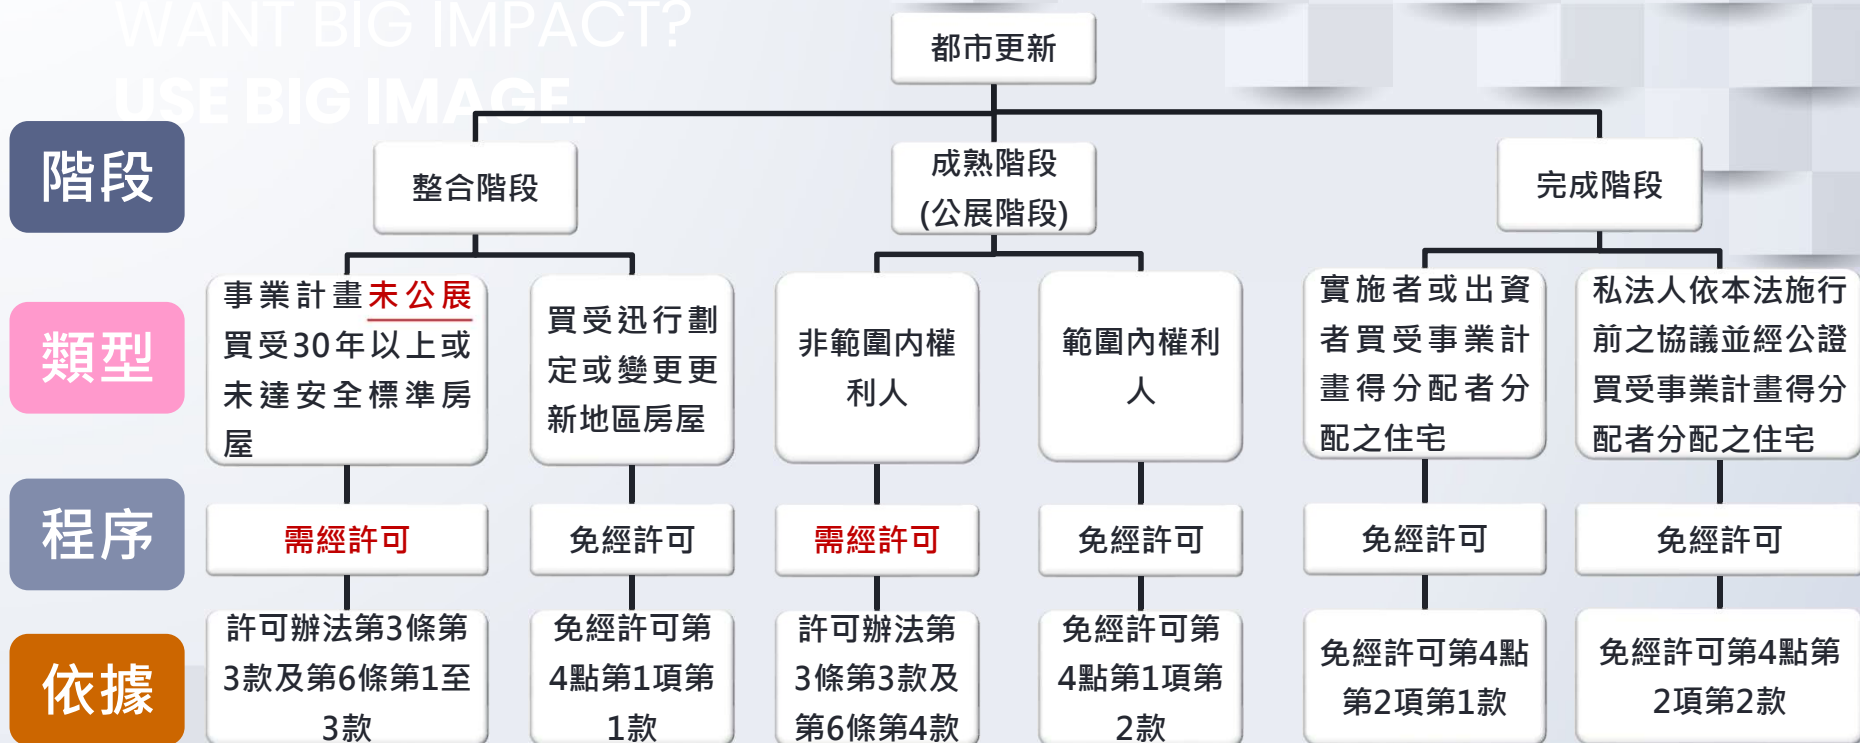 WANT BIG IMPACT?
USE BIG IMAGE.
都市更新
階段
整合階段
成熟階段
(公展階段)
完成階段
類型
事業計畫未公展
買受30年以上或
未達安全標準房
屋
買受迅行劃
定或變更更
新地區房屋
非範圍內權
利人
範圍內權利
人
實施者或出資
者買受事業計
畫得分配者分
配之住宅
私法人依本法施行
前之協議並經公證
買受事業計畫得分
配者分配之住宅
程序
需經許可
免經許可
需經許可
免經許可
免經許可
免經許可
依據
許可辦法第3條第
3款及第6條第1至
3款
免經許可第
4點第1項第
1款
許可辦法第
3條第3款及
第6條第4款
免經許可第
4點第1項第
2款
免經許可第4點
第2項第1款
免經許可第4點第
2項第2款